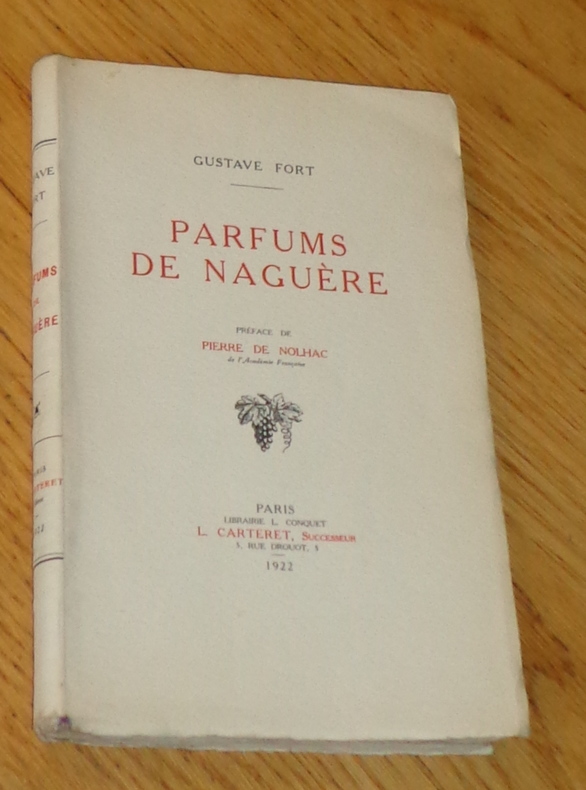 GUSTAVE FORT
PARFUMS
DE NAGUÈRE
PRÉFACE DE
PIERRE DE NOLHAC
de l'Académie Française
PARIS
LIBRAIRIE L. CONQUET
L. CARTERET, SUCCESSEUR
5, RUE DROUOT, 5
1922